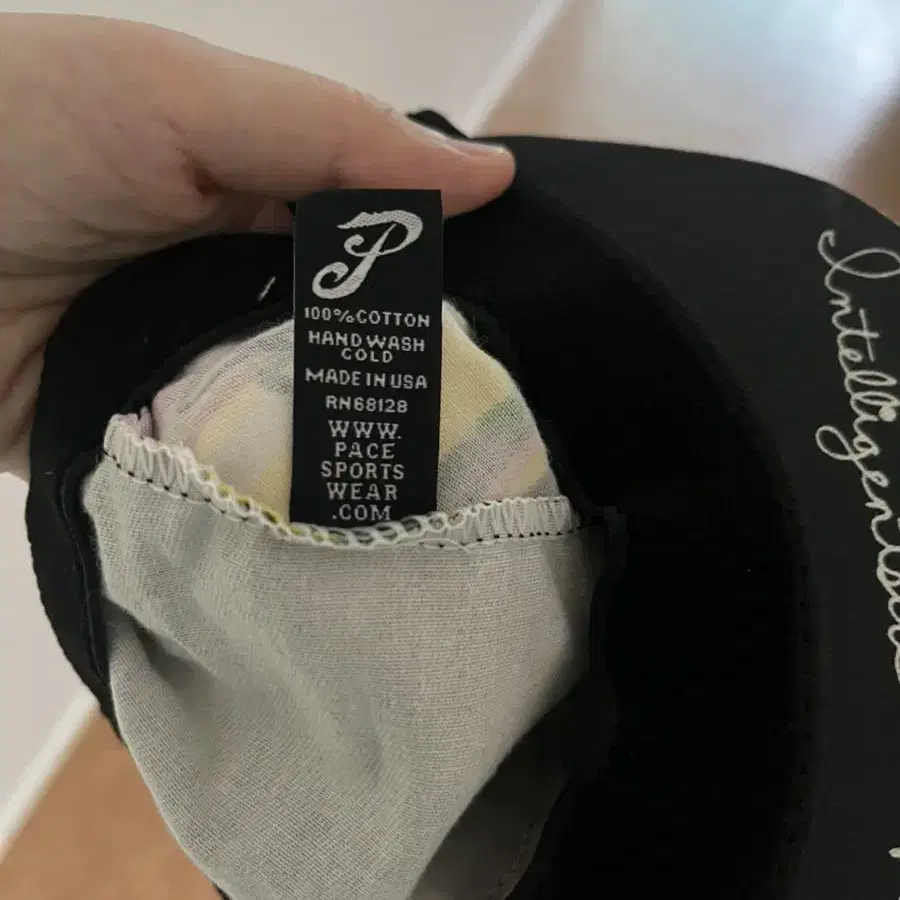 P
100% COTTON
HAND WASH
COLD
MADE IN USA
RN68128
WWW.
PACE
SPORTS
WEAR
.COM